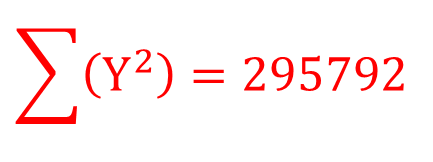 ∑(Y²) = 295792